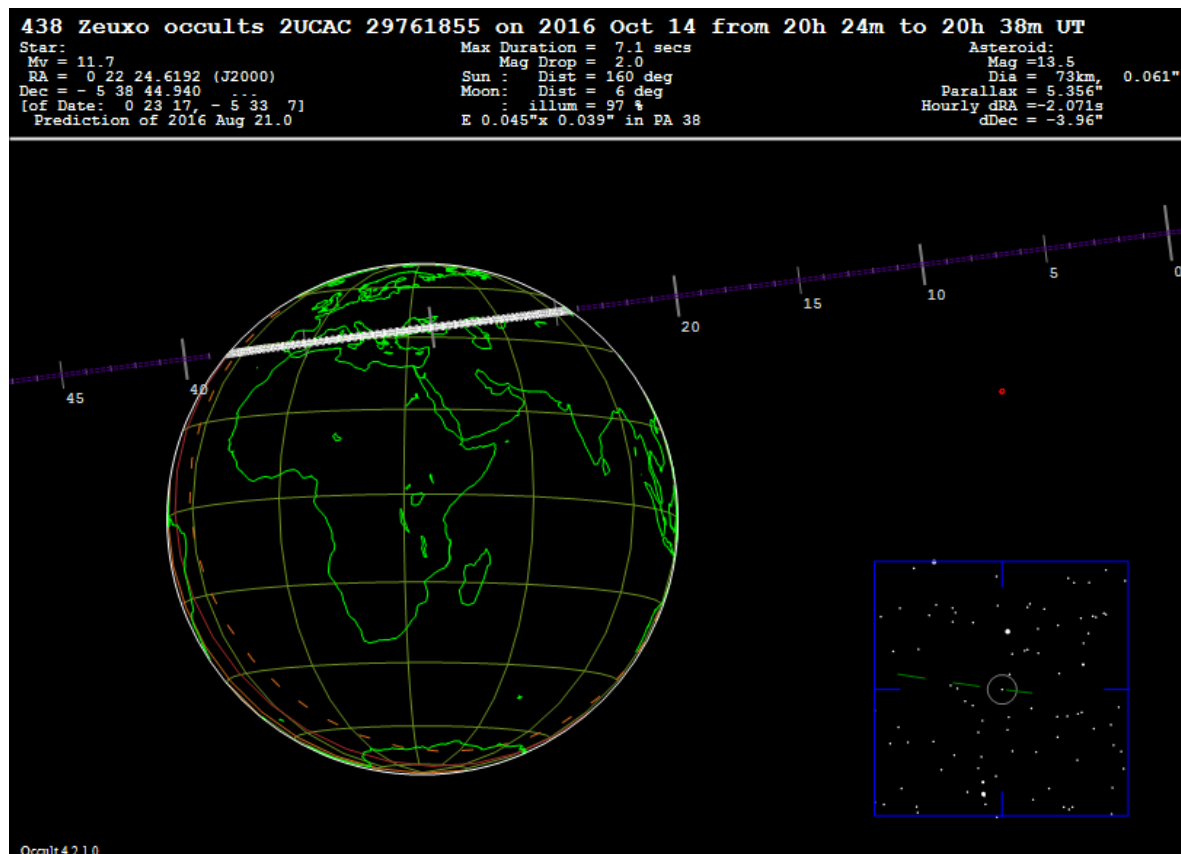 438 Zeuxo occults 2UCAC 29761855 on 2016 Oct 14 from 20h 24m to 20h 38m UT
Star:
Mv = 11.7
RA = 0 22 24.6192 (J2000)
Dec = - 5 38 44.940 ...
[of Date: 0 23 17, - 5 33 7]
Prediction of 2016 Aug 21.0
Max Duration = 7.1 secs
Mag Drop = 2.0
Sun : Dist = 160 deg
Moon: Dist = 6 deg
: illum = 97 %
E 0.045"x 0.039" in PA 38
Asteroid:
Mag =13.5
Dia = 73km, 0.061"
Parallax = 5.356"
Hourly dRA =-2.071s
dDec = -3.96"
0
5
10
15
20
40
45
Occult 4.2.1.0